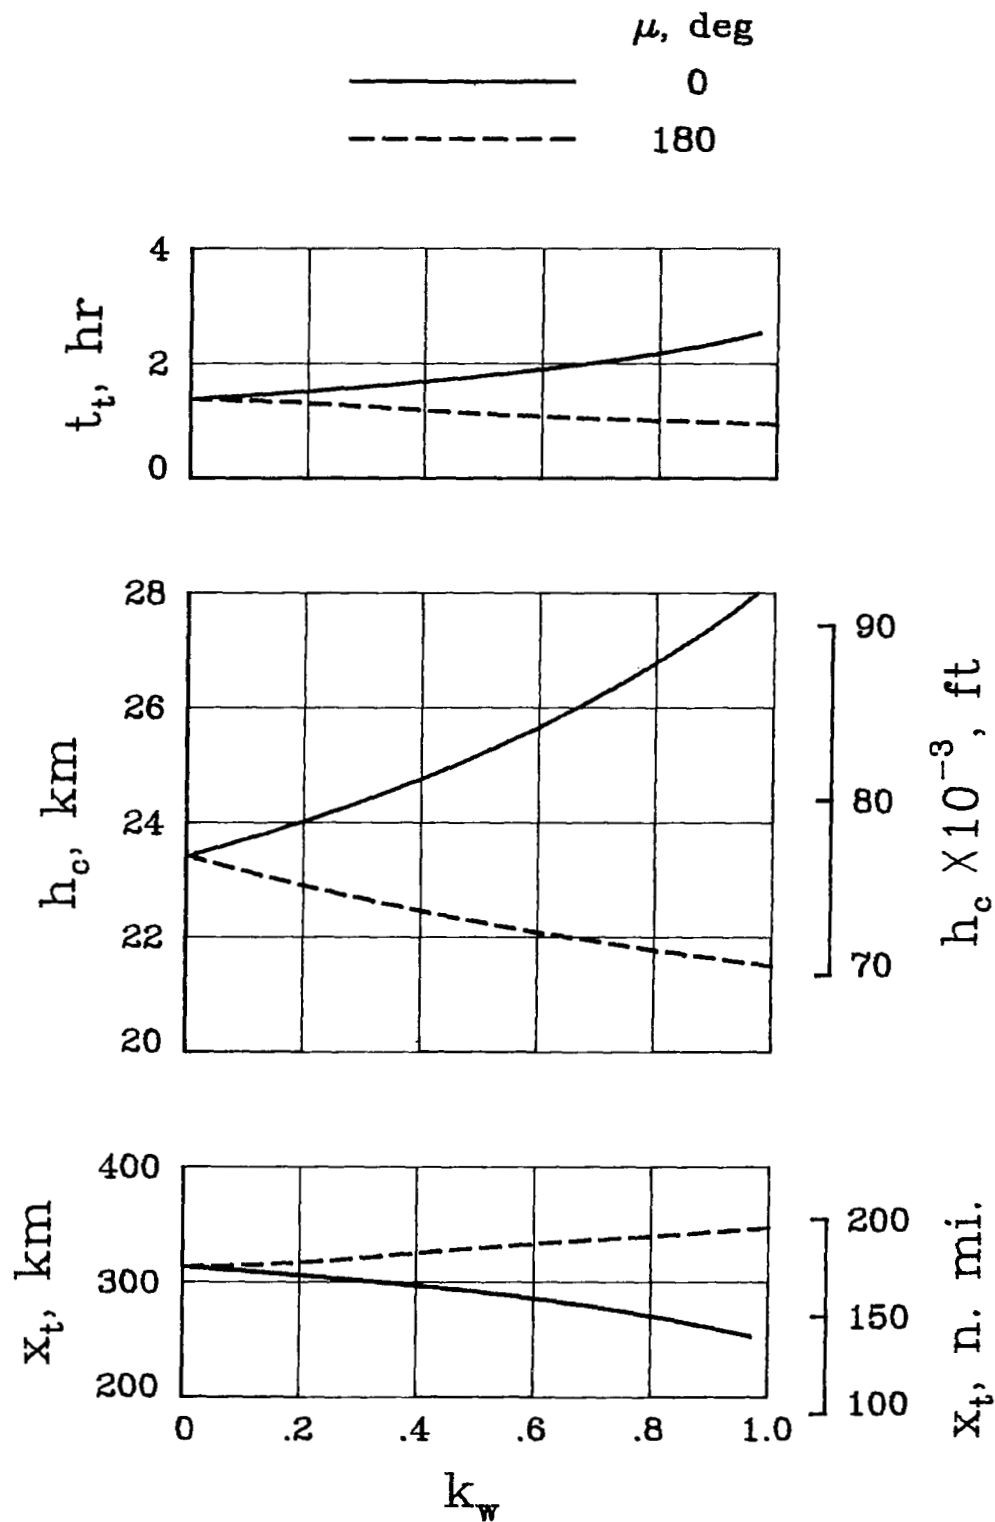 μ, deg
0
180
4
2
0
t_t, hr
28
26
24
22
20
h_c, km
90
80
70
h_c X10^-3, ft
400
300
200
x_t, km
200
150
100
x_t, n. mi.
0 .2 .4 .6 .8 1.0
k_w